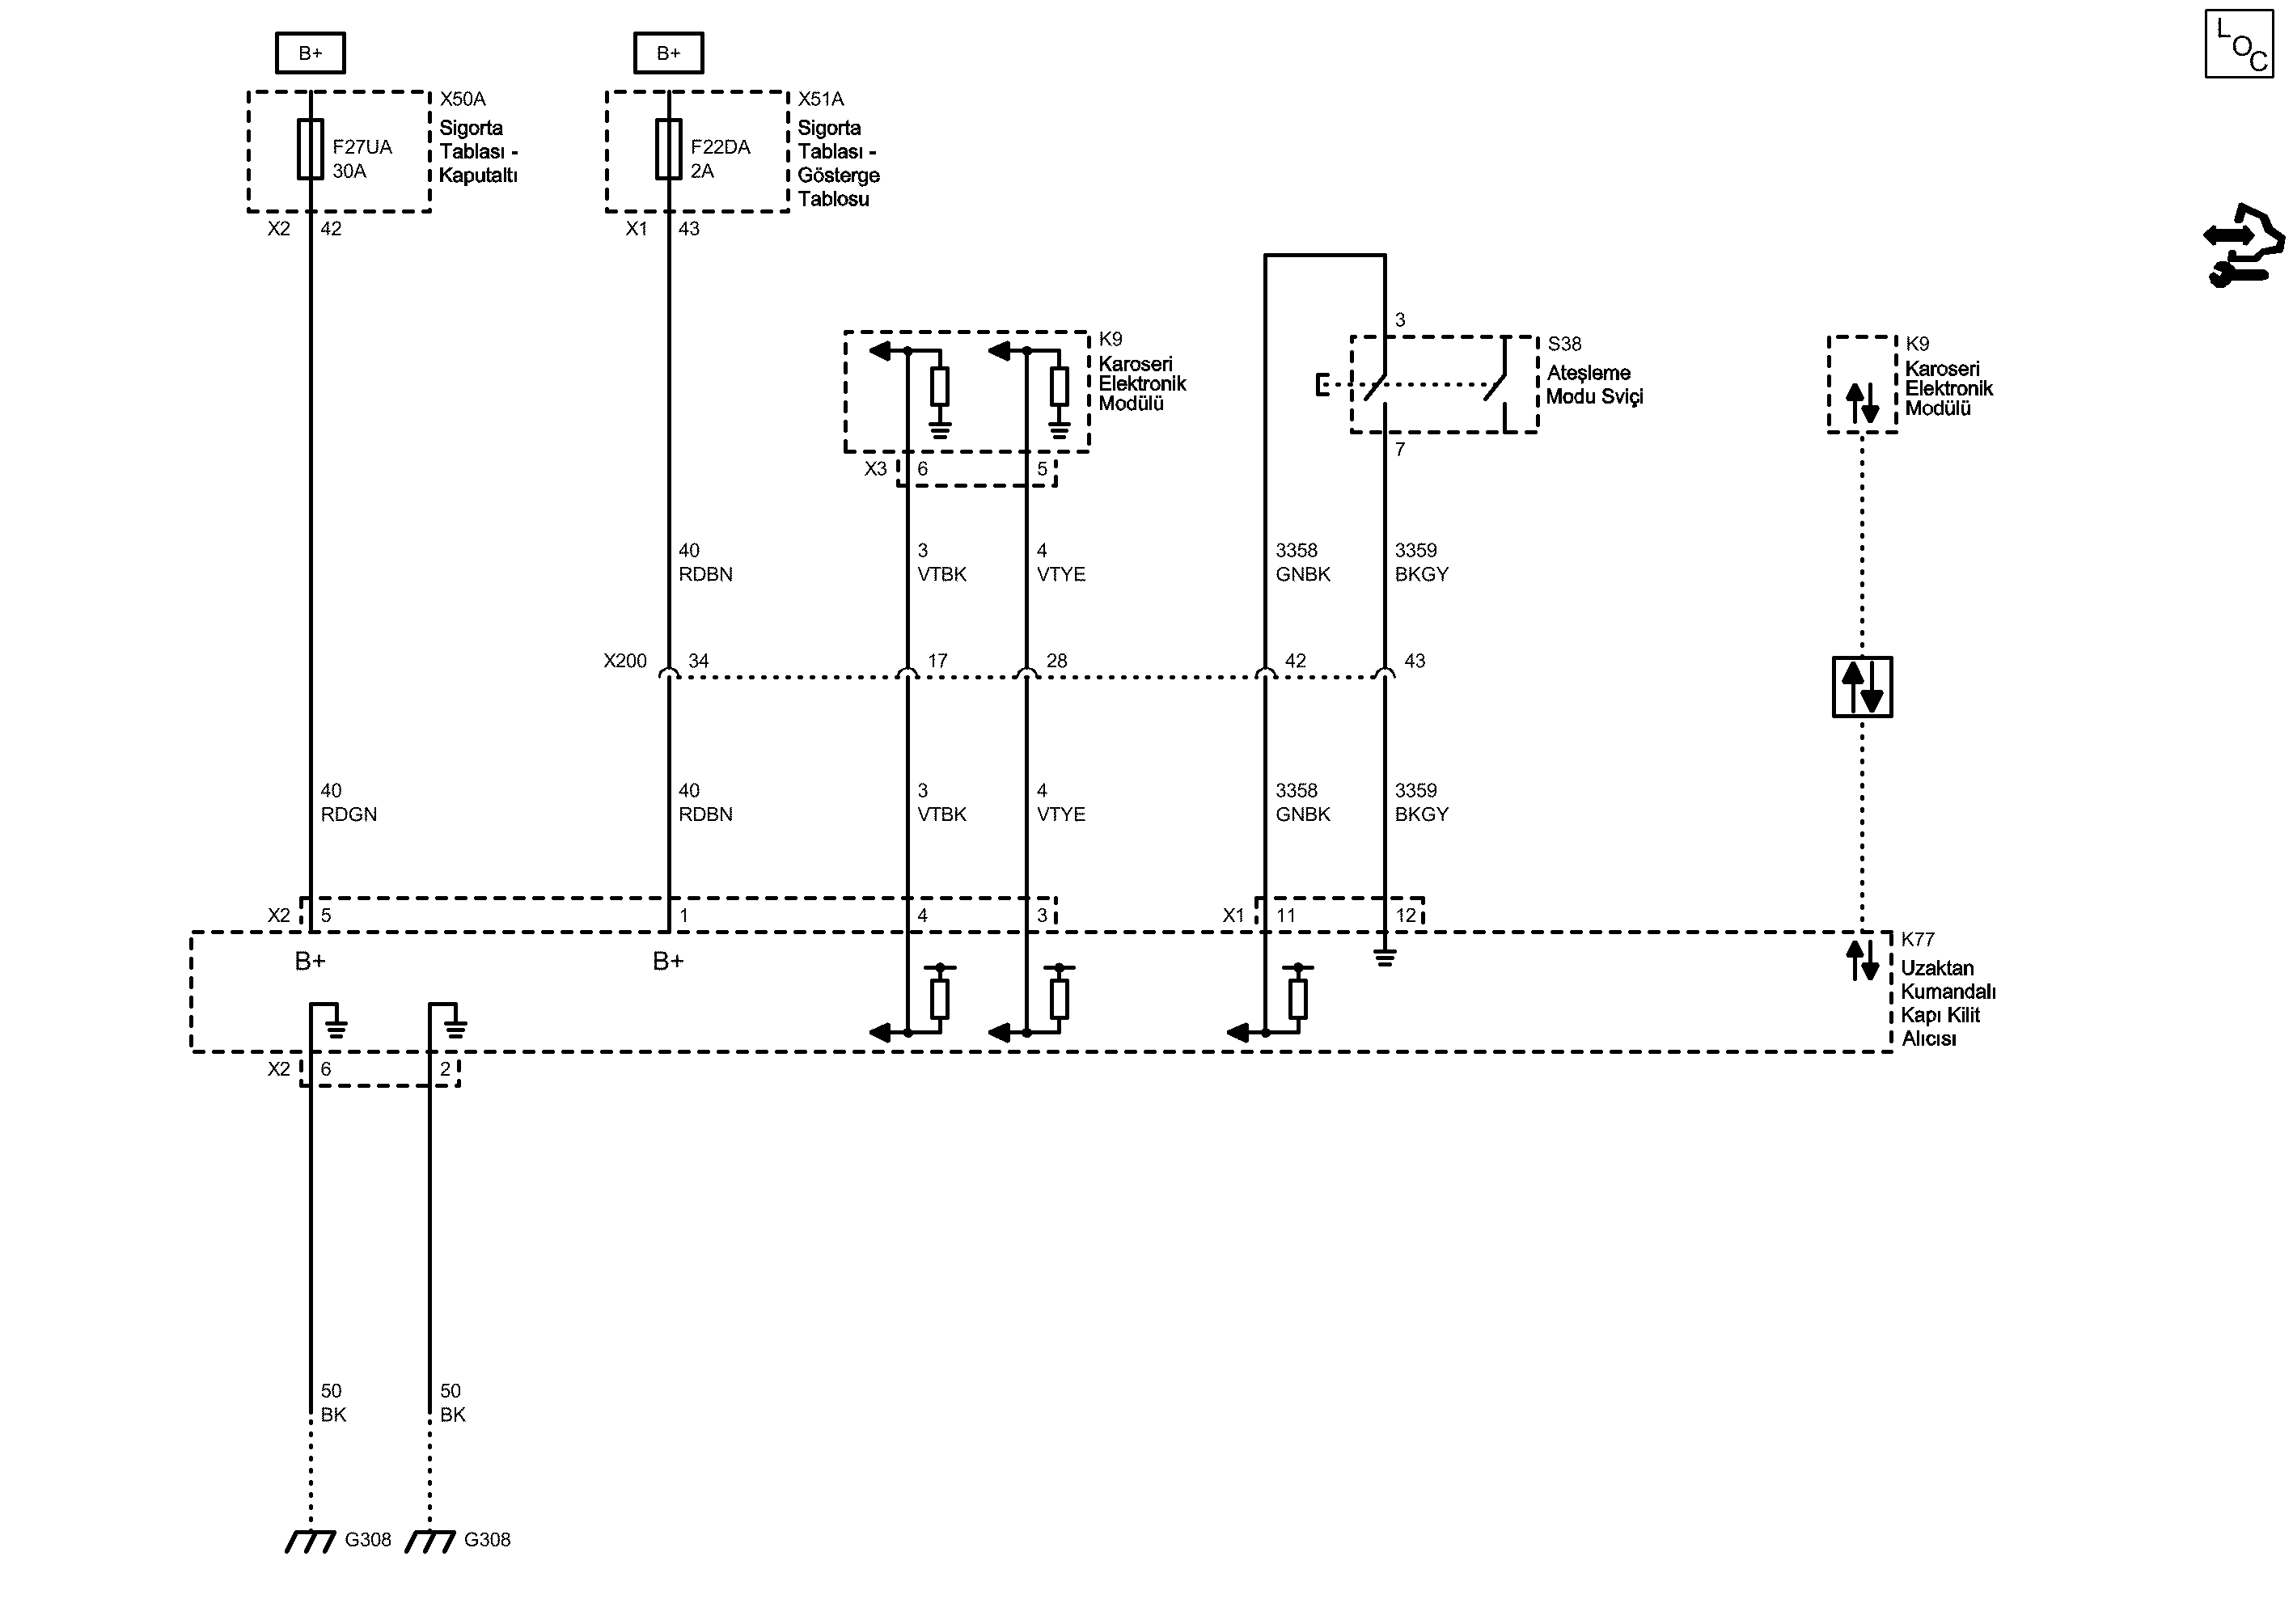 B+
B+
L
O
C
X50A
Sigorta
Tablası -
Kaputaltı
F27UA
30A
X2
42
X51A
Sigorta
Tablası -
Gösterge
Tablosu
F22DA
2A
X1
43
K9
Karoseri
Elektronik
Modülü
X3
6
5
3
S38
Ateşleme
Modu Sviçi
7
K9
Karoseri
Elektronik
Modülü
40
RDBN
3
VTBK
4
VTYE
3358
GNBK
3359
BKGY
X200
34
17
28
42
43
40
RDGN
40
RDBN
3
VTBK
4
VTYE
3358
GNBK
3359
BKGY
X2
5
1
4
3
X1
11
12
B+
B+
K77
Uzaktan
Kumandalı
Kapı Kilit
Alıcısı
X2
6
2
50
BK
50
BK
G308
G308